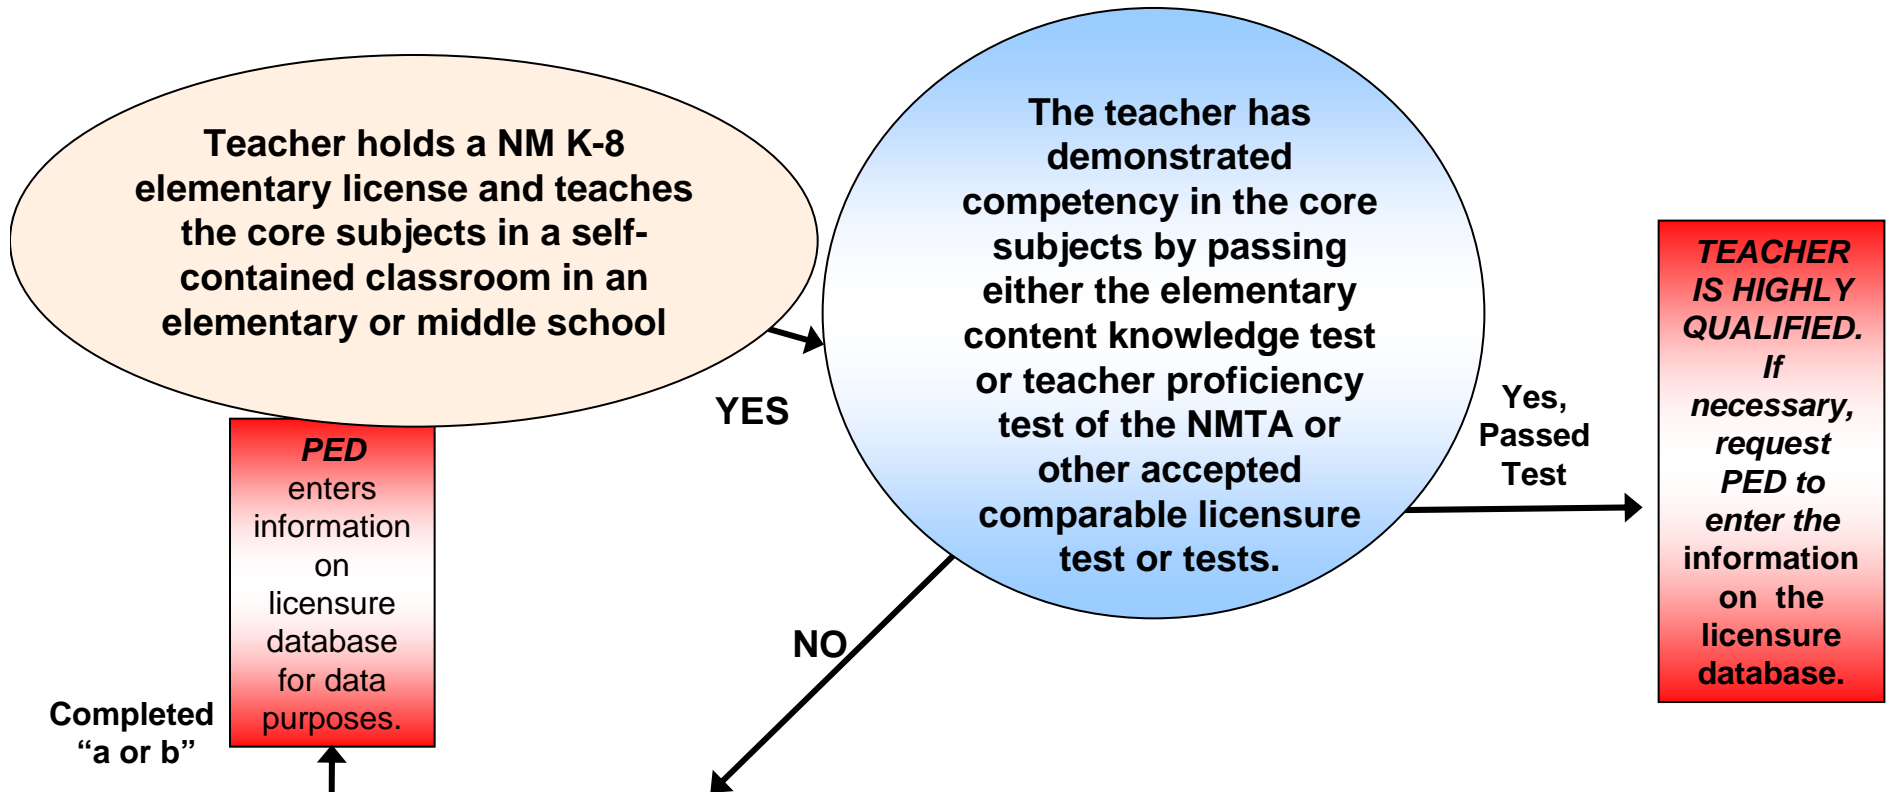 Teacher holds a NM K-8
elementary license and teaches
the core subjects in a self-
contained classroom in an
elementary or middle school
YES
The teacher has
demonstrated
competency in the core
subjects by passing
either the elementary
content knowledge test
or teacher proficiency
test of the NMTA or
other accepted
comparable licensure
test or tests.
Yes,
Passed
Test
TEACHER
IS HIGHLY
QUALIFIED.
If
necessary,
request
PED to
enter the
information
on the
licensure
database.
NO
PED
enters
information
on
licensure
database
for data
purposes.
Completed
“a or b”